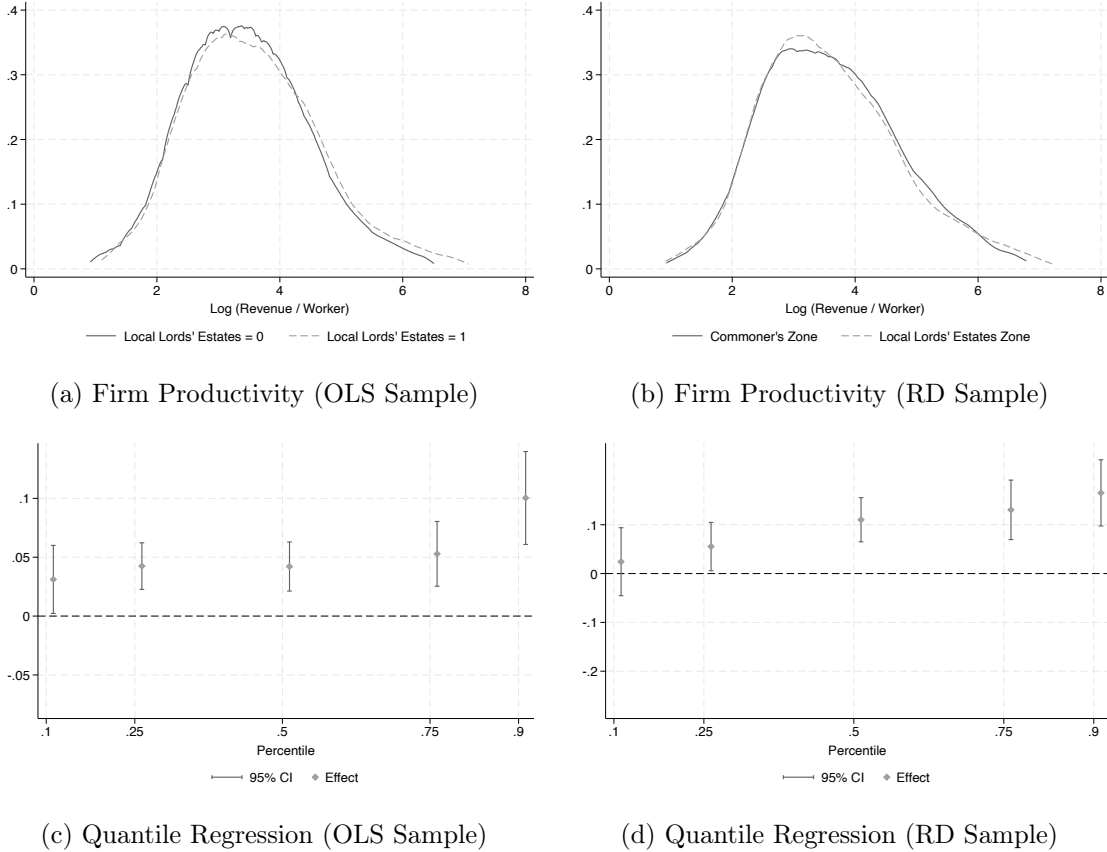 .4
.3
.2
.1
0
0 2 4 6 8
Log (Revenue / Worker)
Local Lords' Estates = 0 Local Lords' Estates = 1
(a) Firm Productivity (OLS Sample)
.4
.3
.2
.1
0
0 2 4 6 8
Log (Revenue / Worker)
Commoner's Zone Local Lords' Estates Zone
(b) Firm Productivity (RD Sample)
.1
.05
0
-.05
.1 .25 .5 .75 .9
Percentile
95% CI Effect
(c) Quantile Regression (OLS Sample)
.1
0
-.1
-.2
.1 .25 .5 .75 .9
Percentile
95% CI Effect
(d) Quantile Regression (RD Sample)